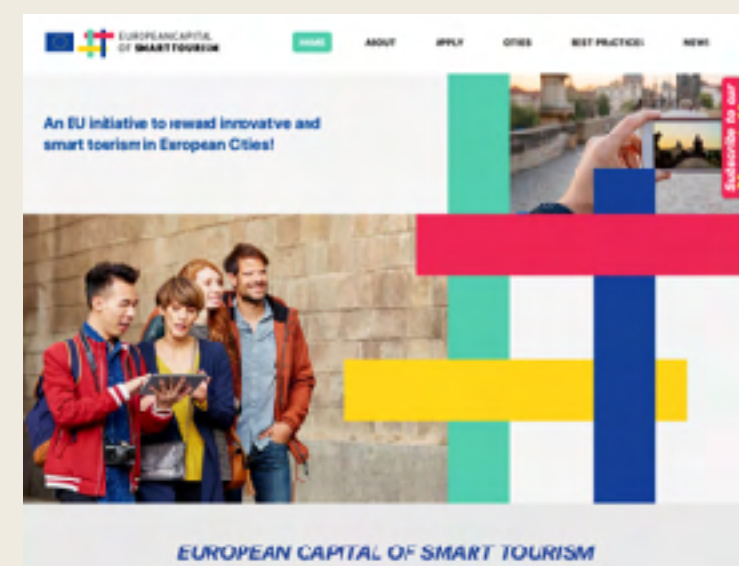 EUROPEAN CAPITAL
OF SMART TOURISM
HOME
ABOUT
APPLY
CITIES
BEST PRACTICES
NEWS
Subscribe to our
An EU initiative to reward innovative and
smart tourism in European Cities!
EUROPEAN CAPITAL OF SMART TOURISM